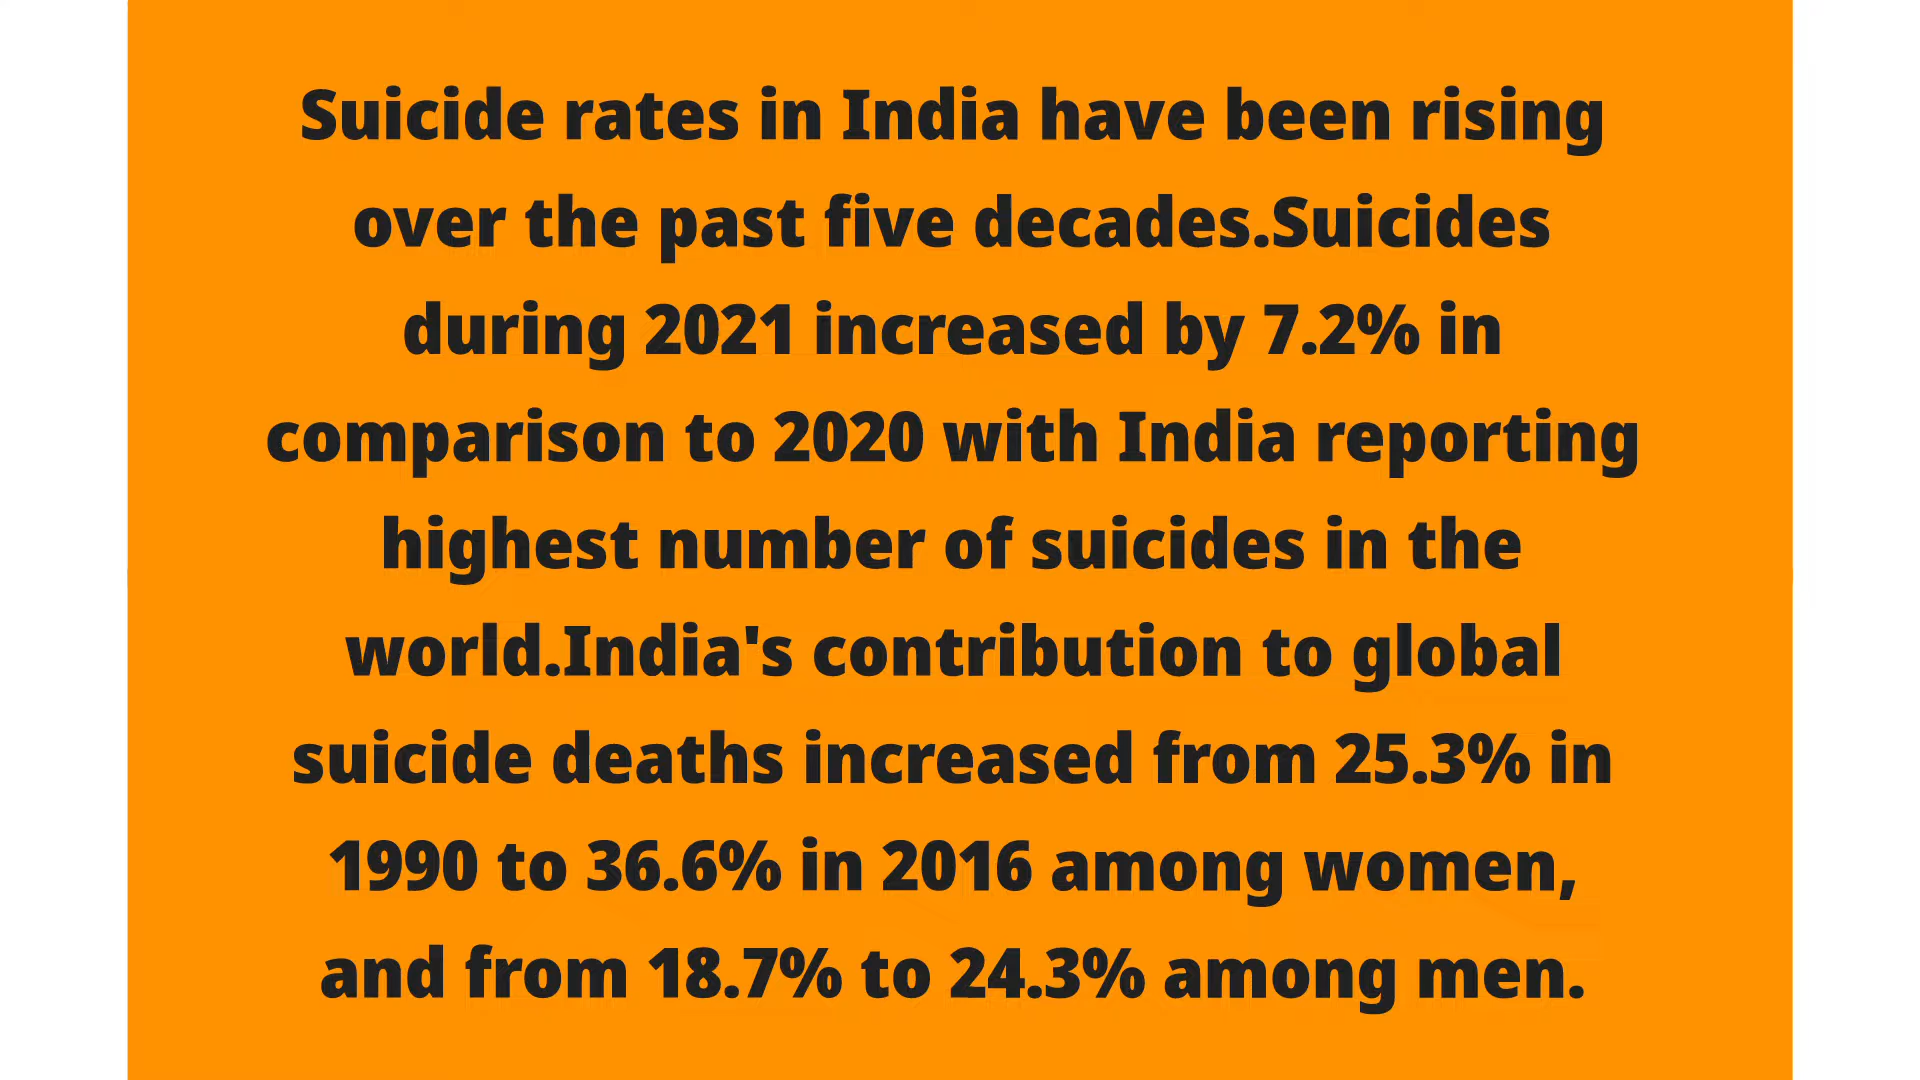 Suicide rates in India have been rising
over the past five decades.Suicides
during 2021 increased by 7.2% in
comparison to 2020 with India reporting
highest number of suicides in the
world.India's contribution to global
suicide deaths increased from 25.3% in
1990 to 36.6% in 2016 among women,
and from 18.7% to 24.3% among men.